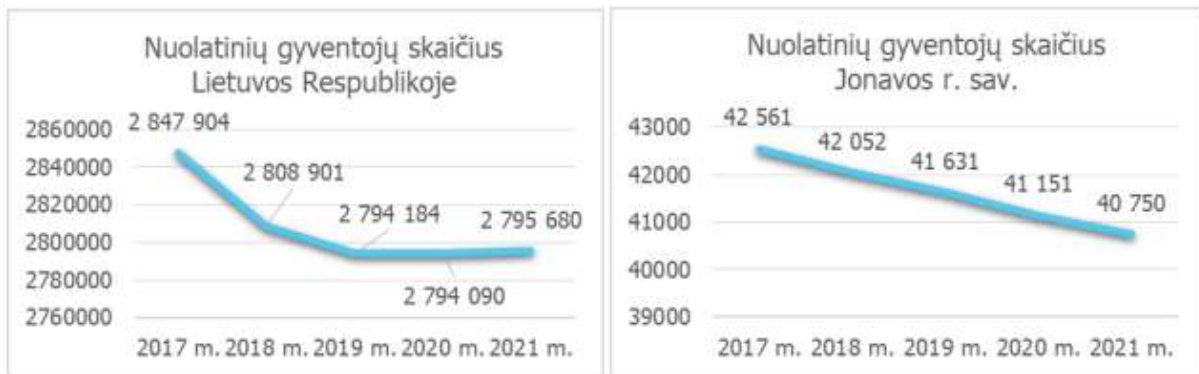 Nuolatinių gyventojų skaičius
Lietuvos Respublikoje
2860000
2840000
2820000
2800000
2780000
2760000
2 847 904
2 808 901
2 794 184
2 794 090
2 795 680
2017 m. 2018 m. 2019 m. 2020 m. 2021 m.
Nuolatinių gyventojų skaičius
Jonavos r. sav.
43000
42000
41000
40000
39000
42 561
42 052
41 631
41 151
40 750
2017 m. 2018 m. 2019 m. 2020 m. 2021 m.